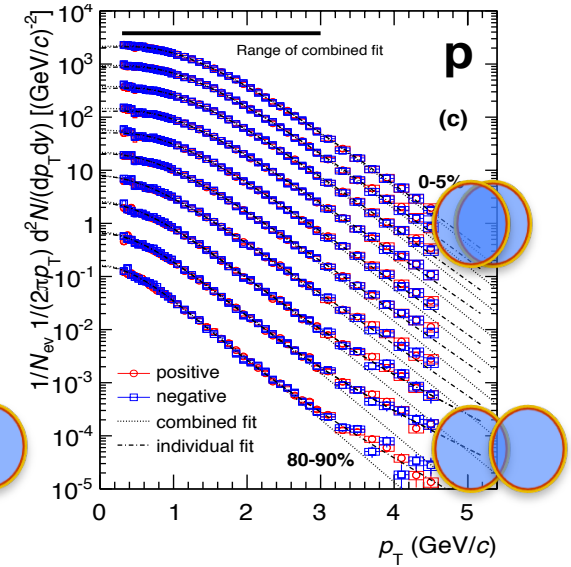 1/N_ev 1/(2πp_T) d²N/(dp_T dy) [(GeV/c)⁻²]
10⁴
10³
10²
10
1
10⁻¹
10⁻²
10⁻³
10⁻⁴
10⁻⁵
Range of combined fit
p
(c)
0-5%
positive
negative
combined fit
individual fit
80-90%
0 1 2 3 4 5
p_T (GeV/c)